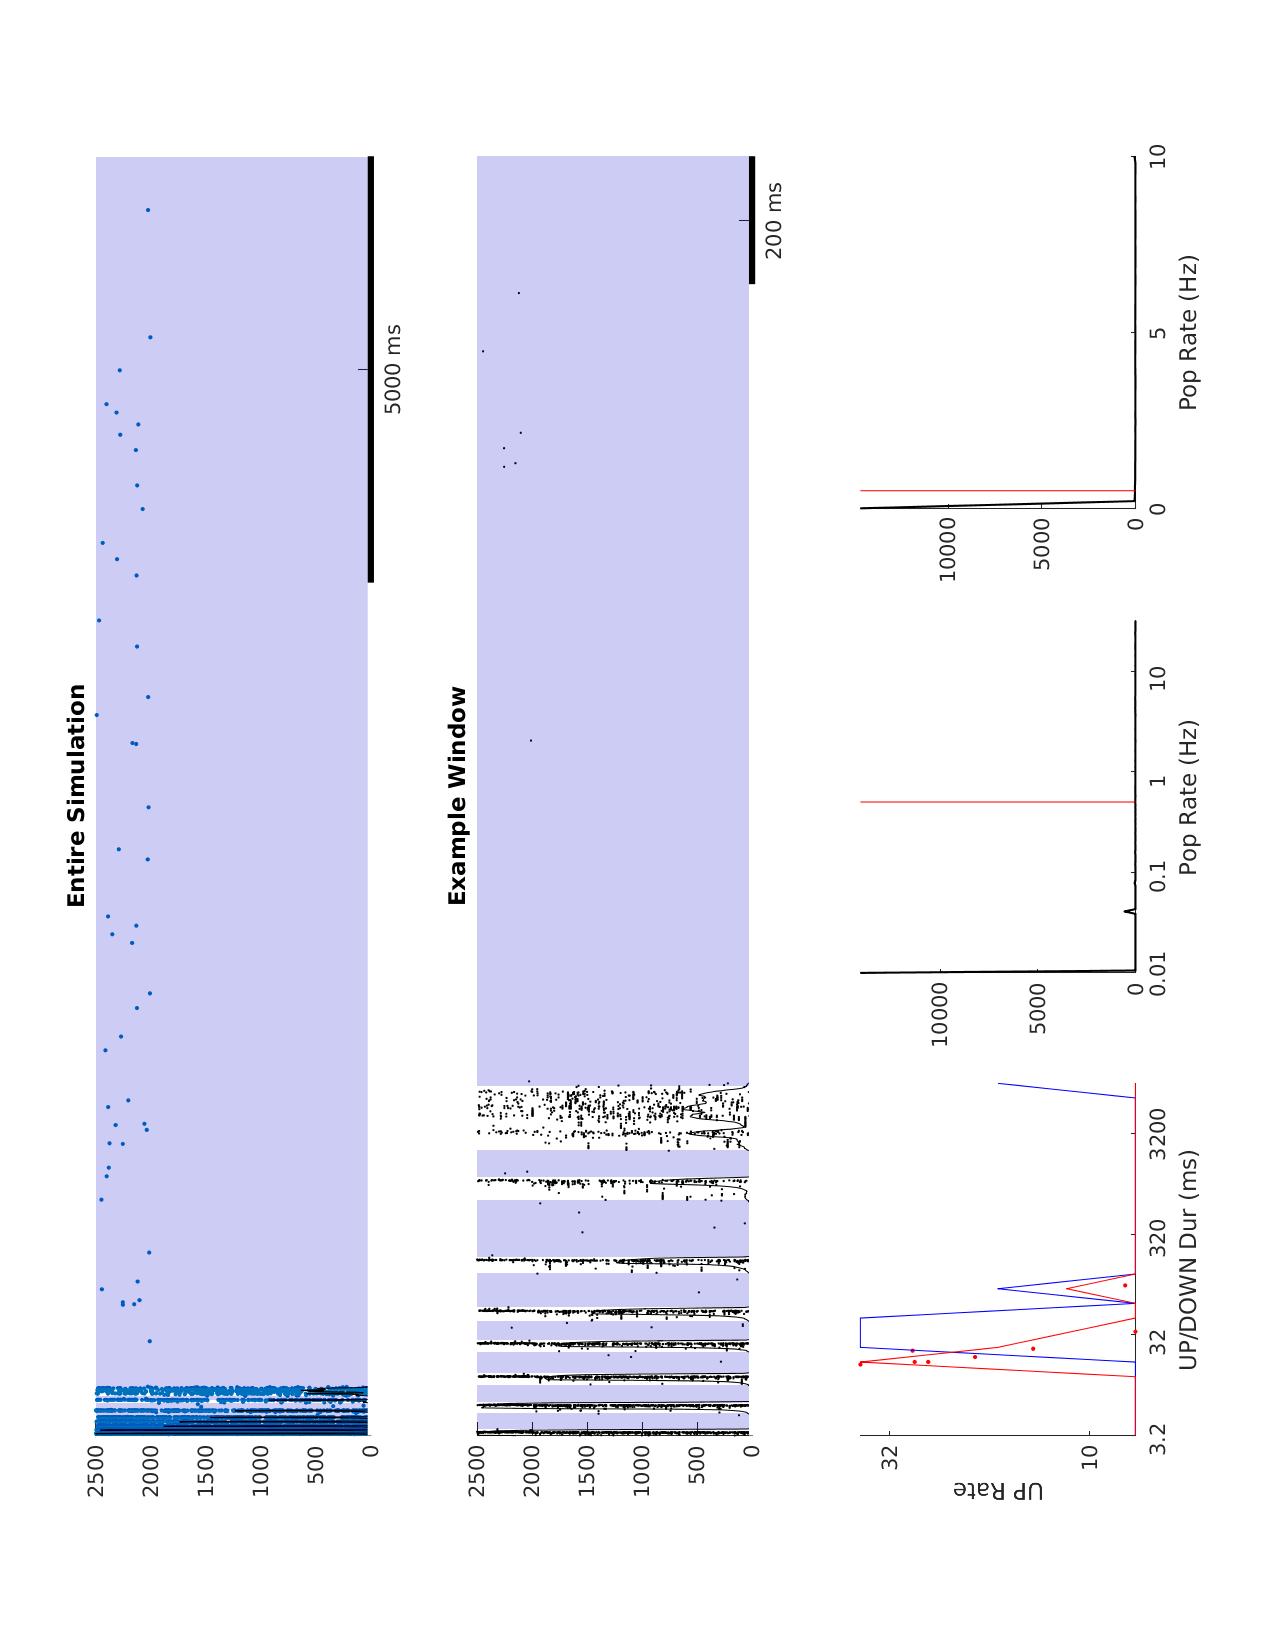 Entire Simulation
2500
2000
1500
1000
500
0
5000 ms
Example Window
2500
2000
1500
1000
500
0
200 ms
UP Rate
32
10
3.2 32 320 3200
UP/DOWN Dur (ms)
10000
5000
0
0.01 0.1 1 10
Pop Rate (Hz)
10000
5000
0
0 5 10
Pop Rate (Hz)